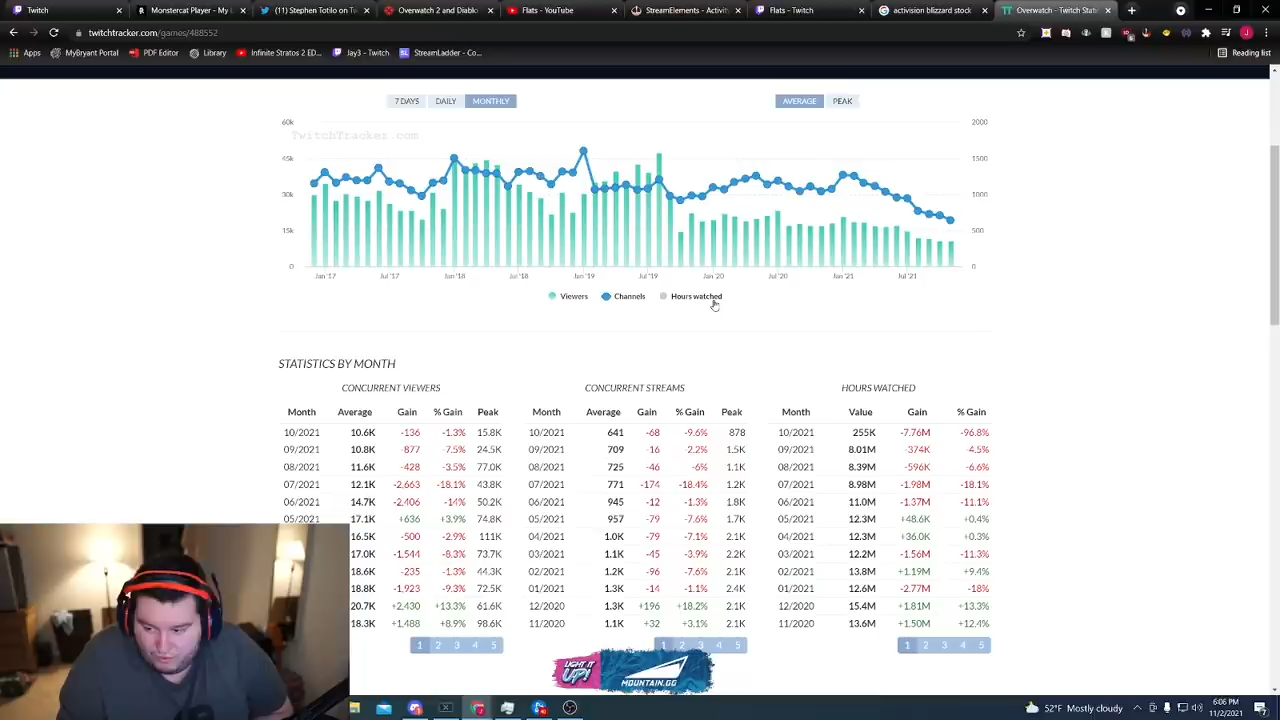 Twitch
Monstercat Player - My L
(11) Stephen Fulton on Tw
Overwatch 2 and Diabl
Flats - YouTube
StreamElements - Activi
Flats - Twitch
activision blizzard stock
Overwatch Twitch Statis
twitchtracker.com/games/488552
Apps
MyBryant Portal
PDF Editor
Library
Infinite Stratos 2 ED...
Jay3 - Twitch
StreamLadder - Co...
Reading list
7 DAYS DAILY MONTHLY
AVERAGE PEAK
60k
TwitchTracker.com
2000
45k
1500
30k
1000
15k
500
0
0
Jan '17 Jul '17 Jan '18 Jul '18 Jan '19 Jul '19 Jan '20 Jul '20 Jan '21 Jul '21
Viewers Channels Hours watched
STATISTICS BY MONTH
CONCURRENT VIEWERS CONCURRENT STREAMS HOURS WATCHED
Month Average Gain % Gain Peak Month Average Gain % Gain Peak Month Value Gain % Gain
10/2021 10.6K -136 -1.3% 15.8K 10/2021 641 -68 -9.6% 878 10/2021 255K -7.76M -96.8%
09/2021 10.8K -877 -7.5% 24.5K 09/2021 709 -16 -2.2% 1.5K 09/2021 8.01M -374K -4.5%
08/2021 11.6K -428 -3.5% 77.0K 08/2021 725 -46 -6% 1.1K 08/2021 8.39M -596K -6.6%
07/2021 12.1K -2,663 -18.1% 43.8K 07/2021 771 -174 -18.4% 1.2K 07/2021 8.98M -1.98M -18.1%
06/2021 14.7K -2,406 -14% 50.2K 06/2021 945 -12 -1.3% 1.8K 06/2021 11.0M -1.37M -11.1%
05/2021 17.1K +636 +3.9% 74.8K 05/2021 957 -79 -7.6% 1.7K 05/2021 12.3M +48.6K +0.4%
16.5K -500 -2.9% 111K 04/2021 1.0K -79 -7.1% 2.1K 04/2021 12.3M +36.0K +0.3%
17.0K -1,544 -8.3% 73.7K 03/2021 1.1K -45 -3.9% 2.2K 03/2021 12.2M -1.56M -11.3%
18.6K -235 -1.3% 44.3K 02/2021 1.2K -96 -7.6% 2.1K 02/2021 13.8M +1.19M +9.4%
18.8K -1,923 -9.3% 72.5K 01/2021 1.3K -14 -1.1% 2.4K 01/2021 12.6M -2.77M -18%
20.7K +2,430 +13.3% 61.6K 12/2020 1.3K +196 +18.2% 2.1K 12/2020 15.4M +1.81M +13.3%
18.3K +1,488 +8.9% 98.6K 11/2020 1.1K +32 +3.1% 2.1K 11/2020 13.6M +1.50M +12.4%
1 2 3 4 5 1 2 3 4 5 1 2 3 4 5
LIGHT IT UP!
MOUNTAIN.GG
52°F Mostly cloudy
6:06 PM
11/2/2021